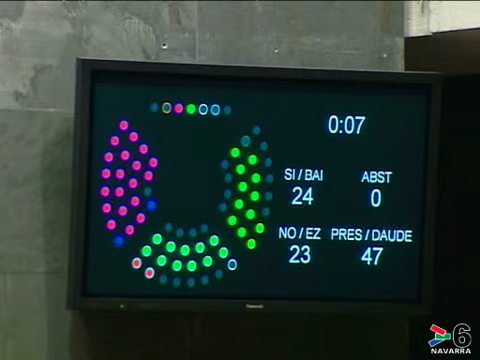 0:07
SI / BAI
ABST
24
0
NO / EZ
PRES / DAUDE
23
47
6
NAVARRA